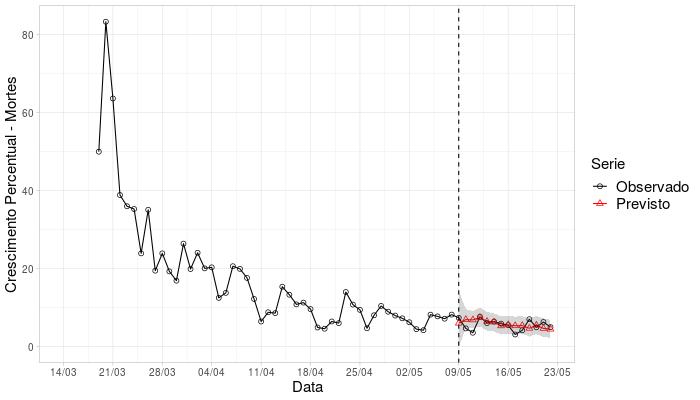 Crescimento Percentual - Mortes
80
60
40
20
0
14/03 21/03 28/03 04/04 11/04 18/04 25/04 02/05 09/05 16/05 23/05
Data
Serie
Observado
Previsto